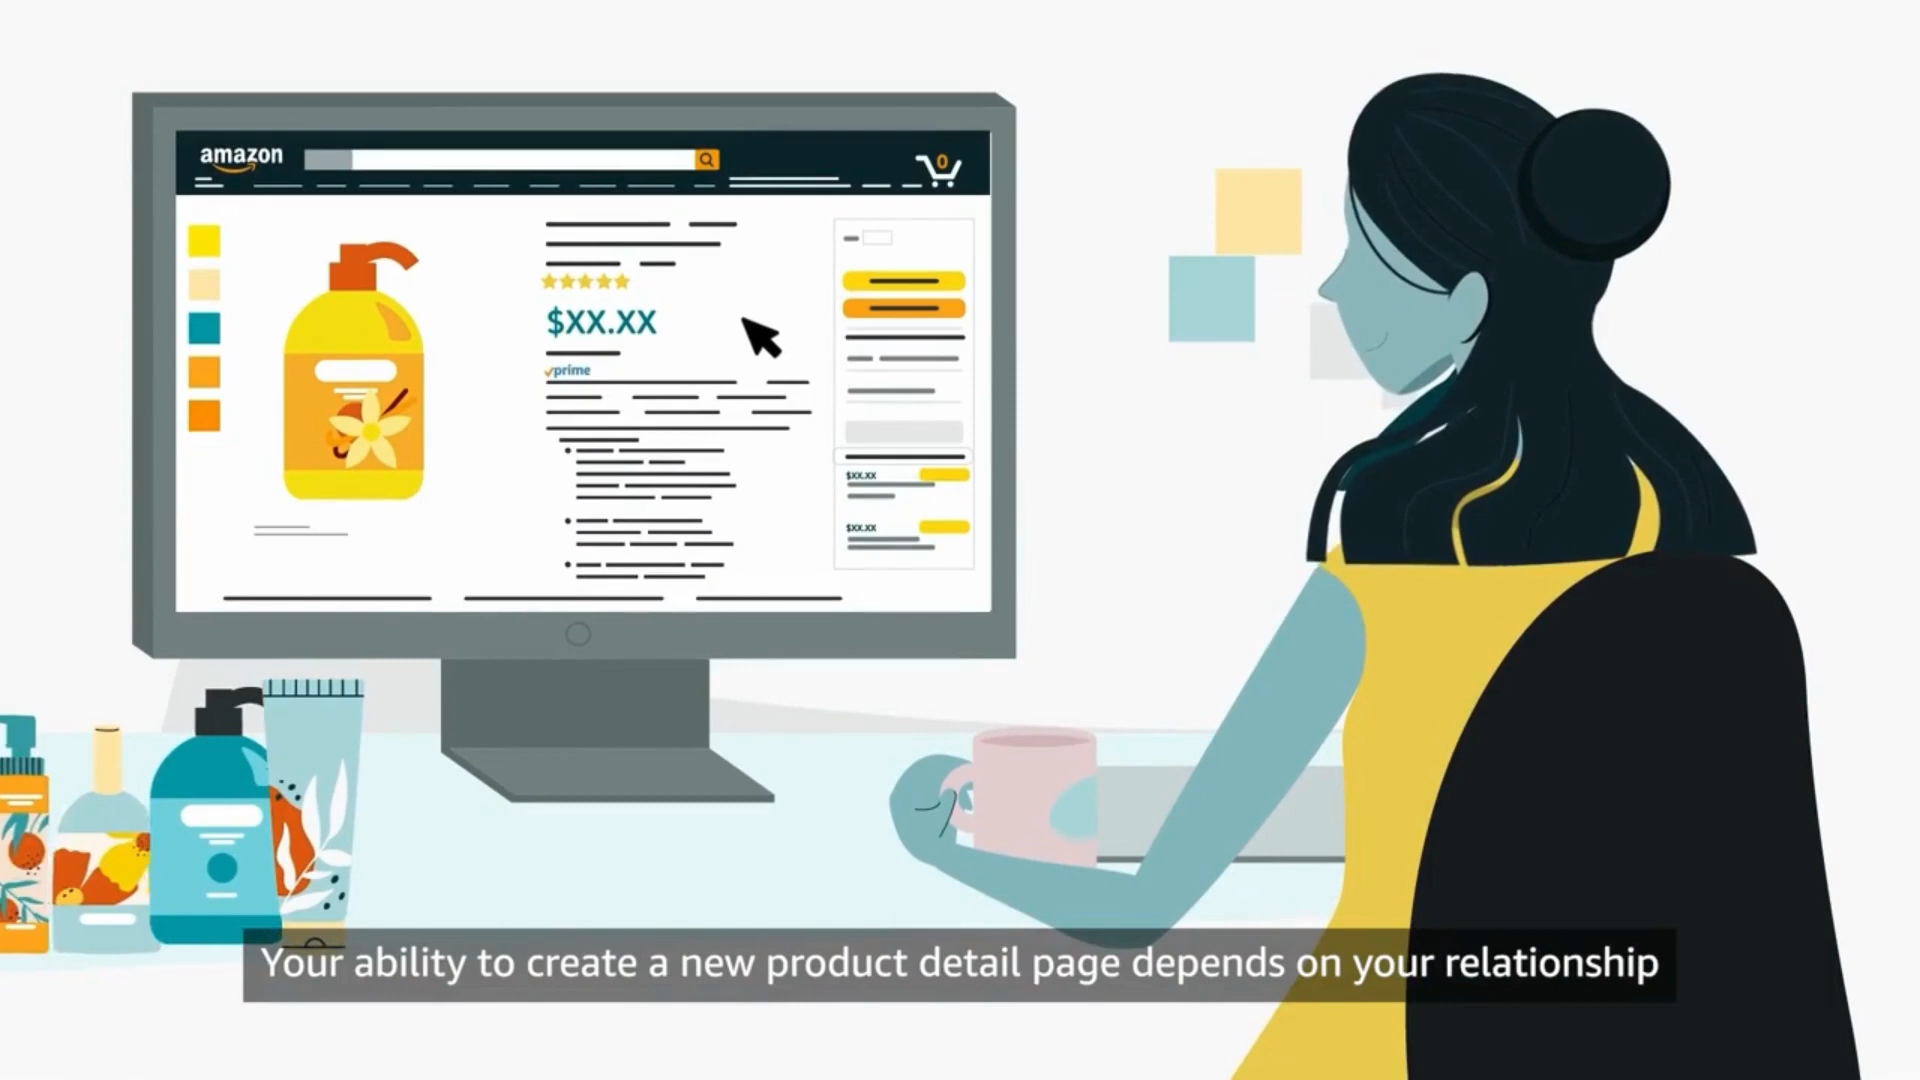 amazon
0
$XX.XX
prime
$XX.XX
$XX.XX
Your ability to create a new product detail page depends on your relationship